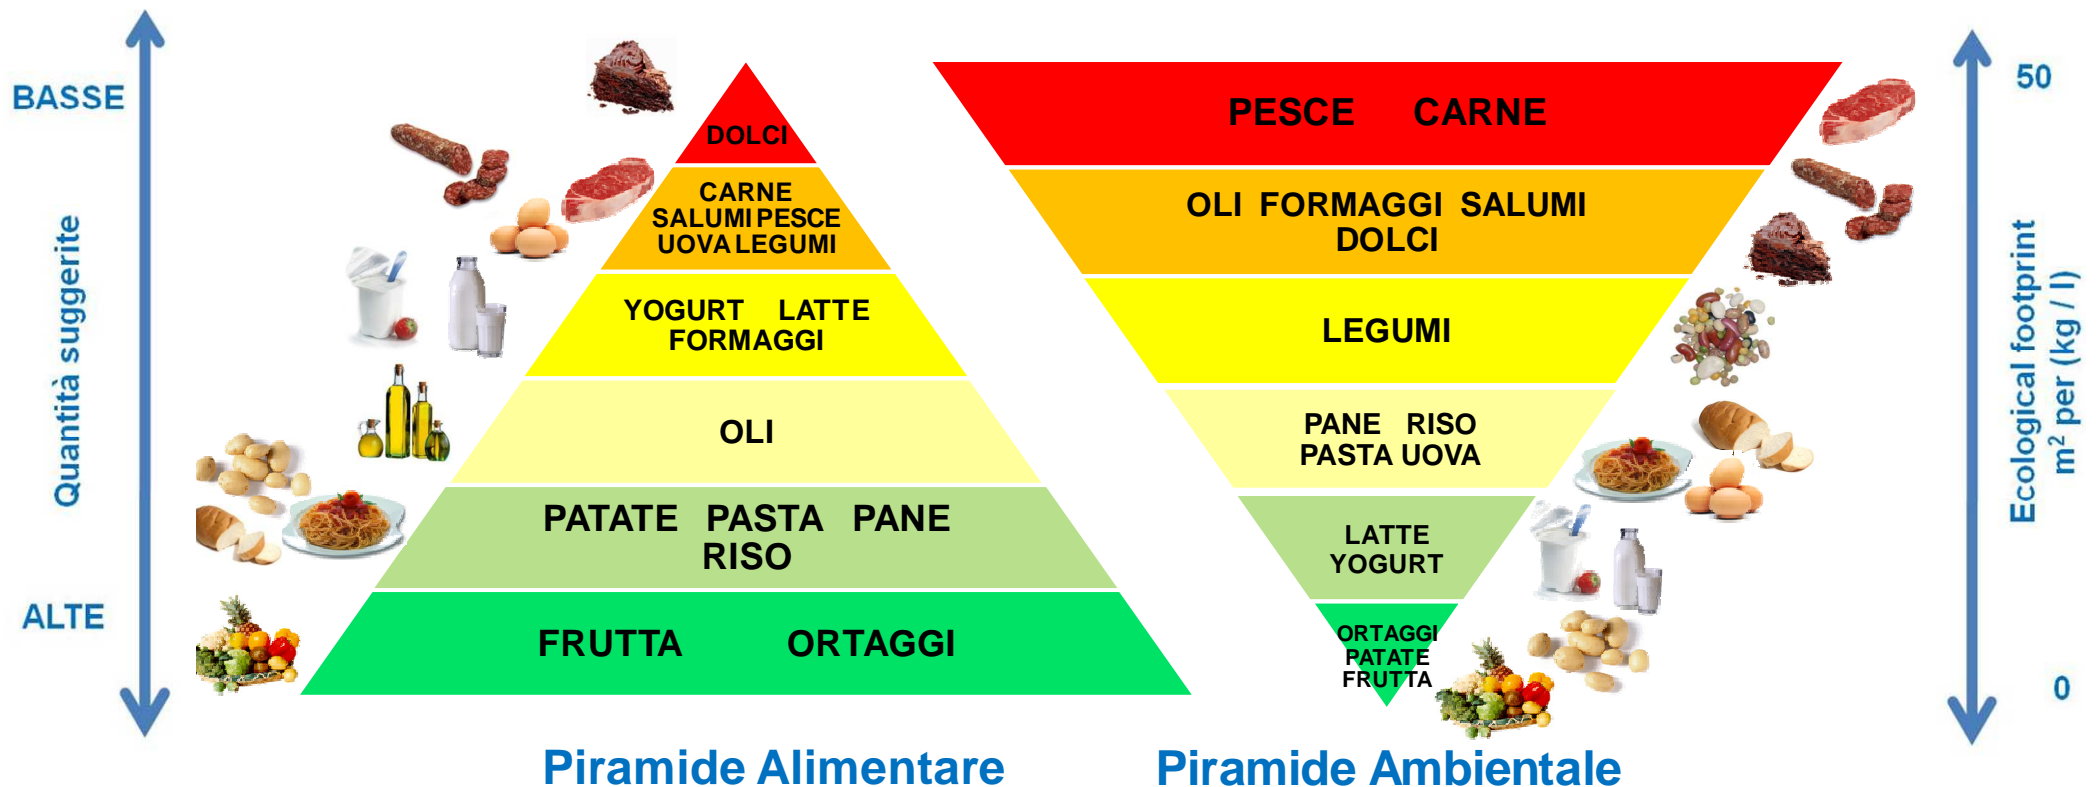 BASSE
Quantità suggerite
ALTE
DOLCI
CARNE
SALUMI PESCE
UOVA LEGUMI
YOGURT LATTE
FORMAGGI
OLI
PATATE PASTA PANE
RISO
FRUTTA ORTAGGI
Piramide Alimentare
PESCE CARNE
OLI FORMAGGI SALUMI
DOLCI
LEGUMI
PANE RISO
PASTA UOVA
LATTE
YOGURT
ORTAGGI
PATATE
FRUTTA
Piramide Ambientale
50
Ecological footprint
m² per (kg / l)
0